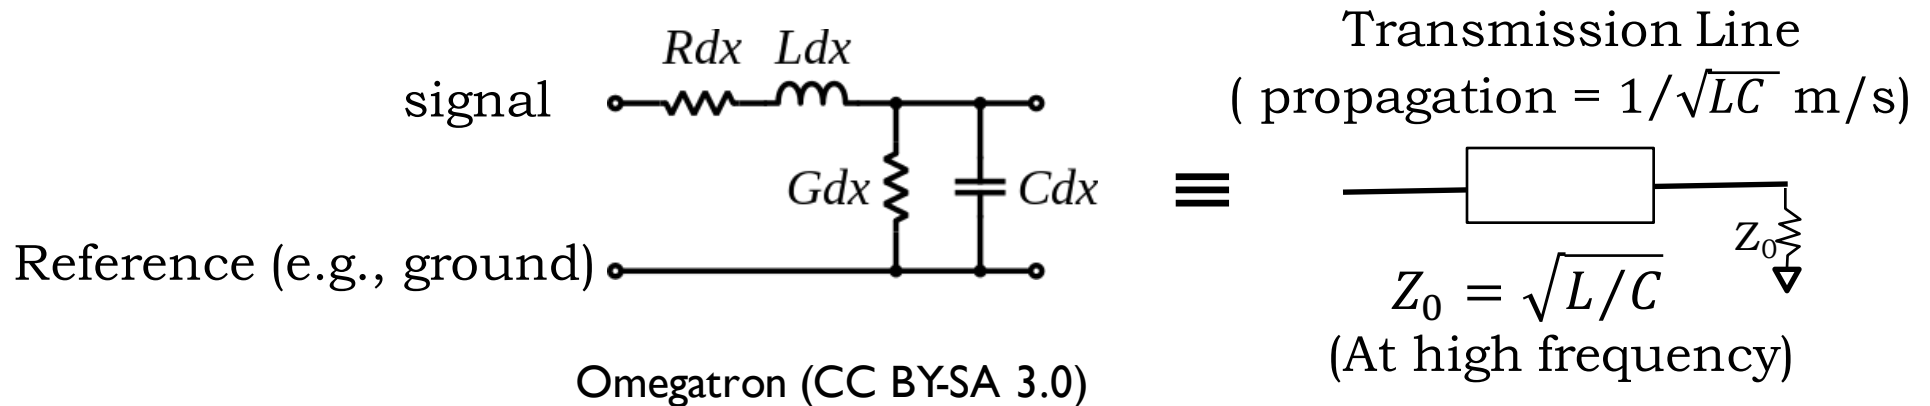 Transmission Line
Rdx Ldx
signal
( propagation = 1/√LC m/s)
Gdx
Cdx
≡
Z₀
Reference (e.g., ground)
Z₀ = √L/C
(At high frequency)
Omegatron (CC BY-SA 3.0)